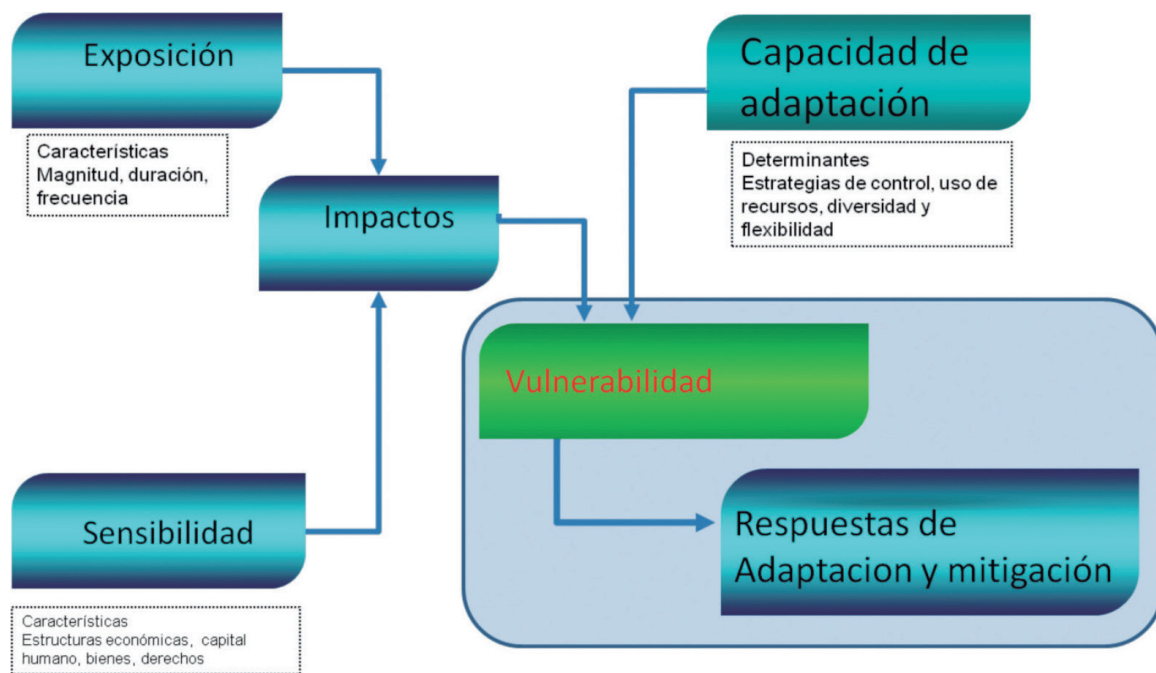 Exposición
Características
Magnitud, duración,
frecuencia
Impactos
Capacidad de
adaptación
Determinantes
Estrategias de control, uso de
recursos, diversidad y
flexibilidad
Vulnerabilidad
Respuestas de
Adaptacion y mitigación
Sensibilidad
Características
Estructuras económicas, capital
humano, bienes, derechos